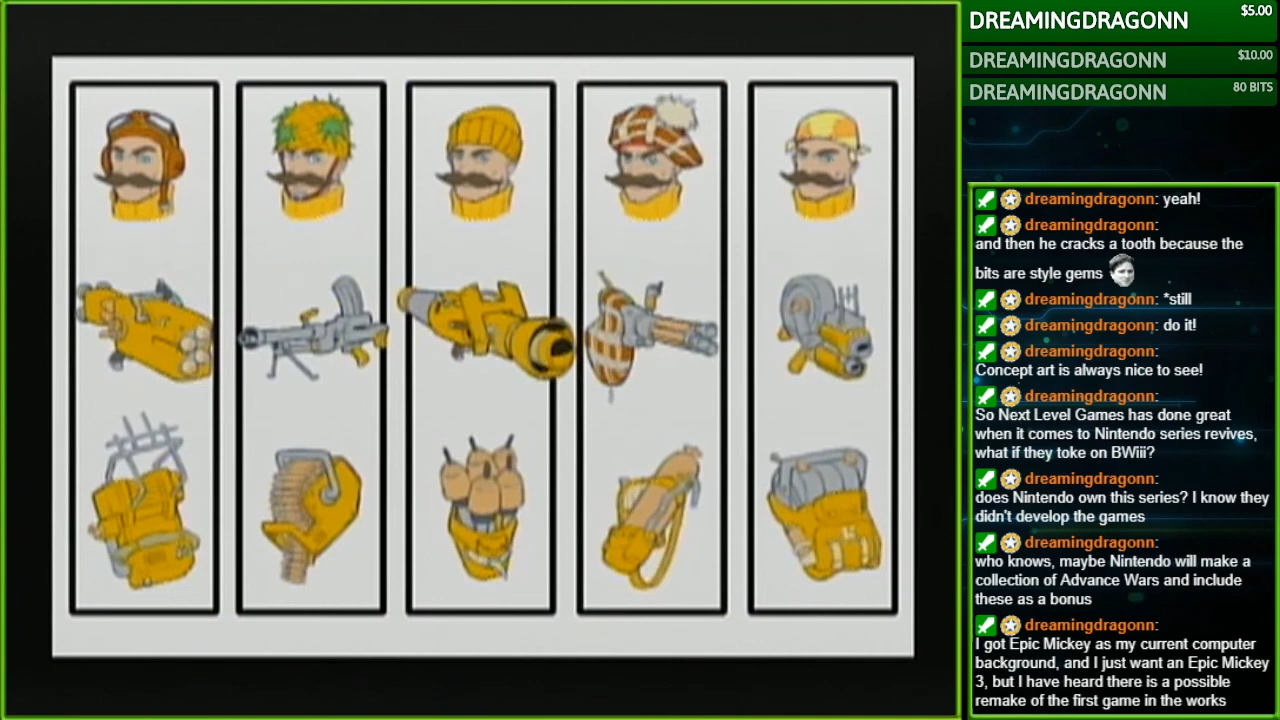 DREAMINGDRAGONN $5.00
DREAMINGDRAGONN $10.00
DREAMINGDRAGONN 80 BITS
dreamingdragonn: yeah!
dreamingdragonn:
and then he cracks a tooth because the
bits are style gems
dreamingdragonn: *still
dreamingdragonn: do it!
dreamingdragonn:
Concept art is always nice to see!
dreamingdragonn:
So Next Level Games has done great
when it comes to Nintendo series revives,
what if they toke on BWiii?
dreamingdragonn:
does Nintendo own this series? I know they
didn't develop the games
dreamingdragonn:
who knows, maybe Nintendo will make a
collection of Advance Wars and include
these as a bonus
dreamingdragonn:
I got Epic Mickey as my current computer
background, and I just want an Epic Mickey
3, but I have heard there is a possible
remake of the first game in the works